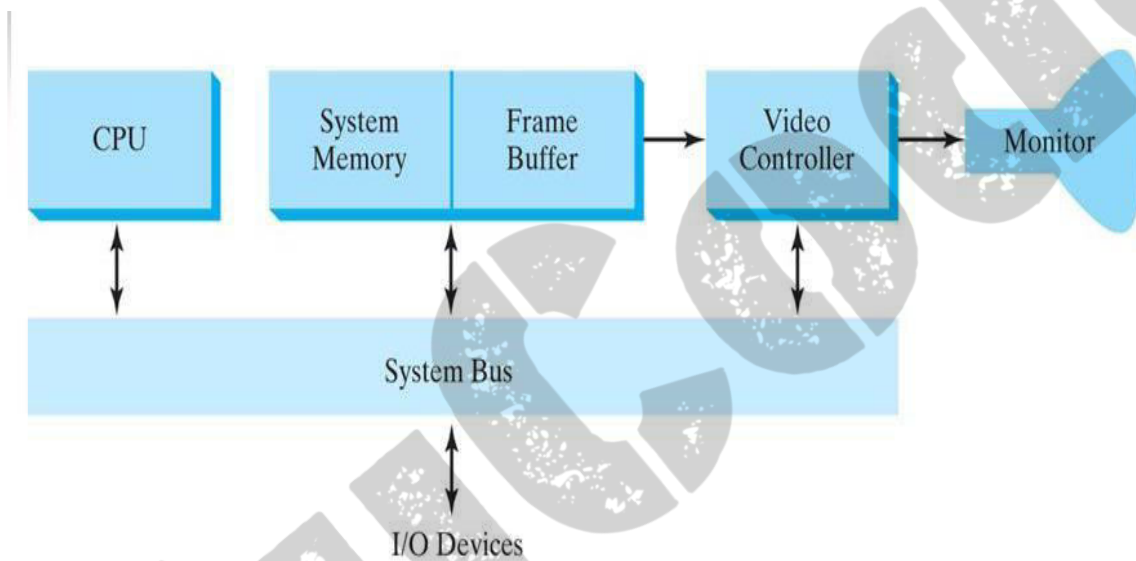 CPU
System
Memory
Frame
Buffer
Video
Controller
Monitor
System Bus
I/O Devices